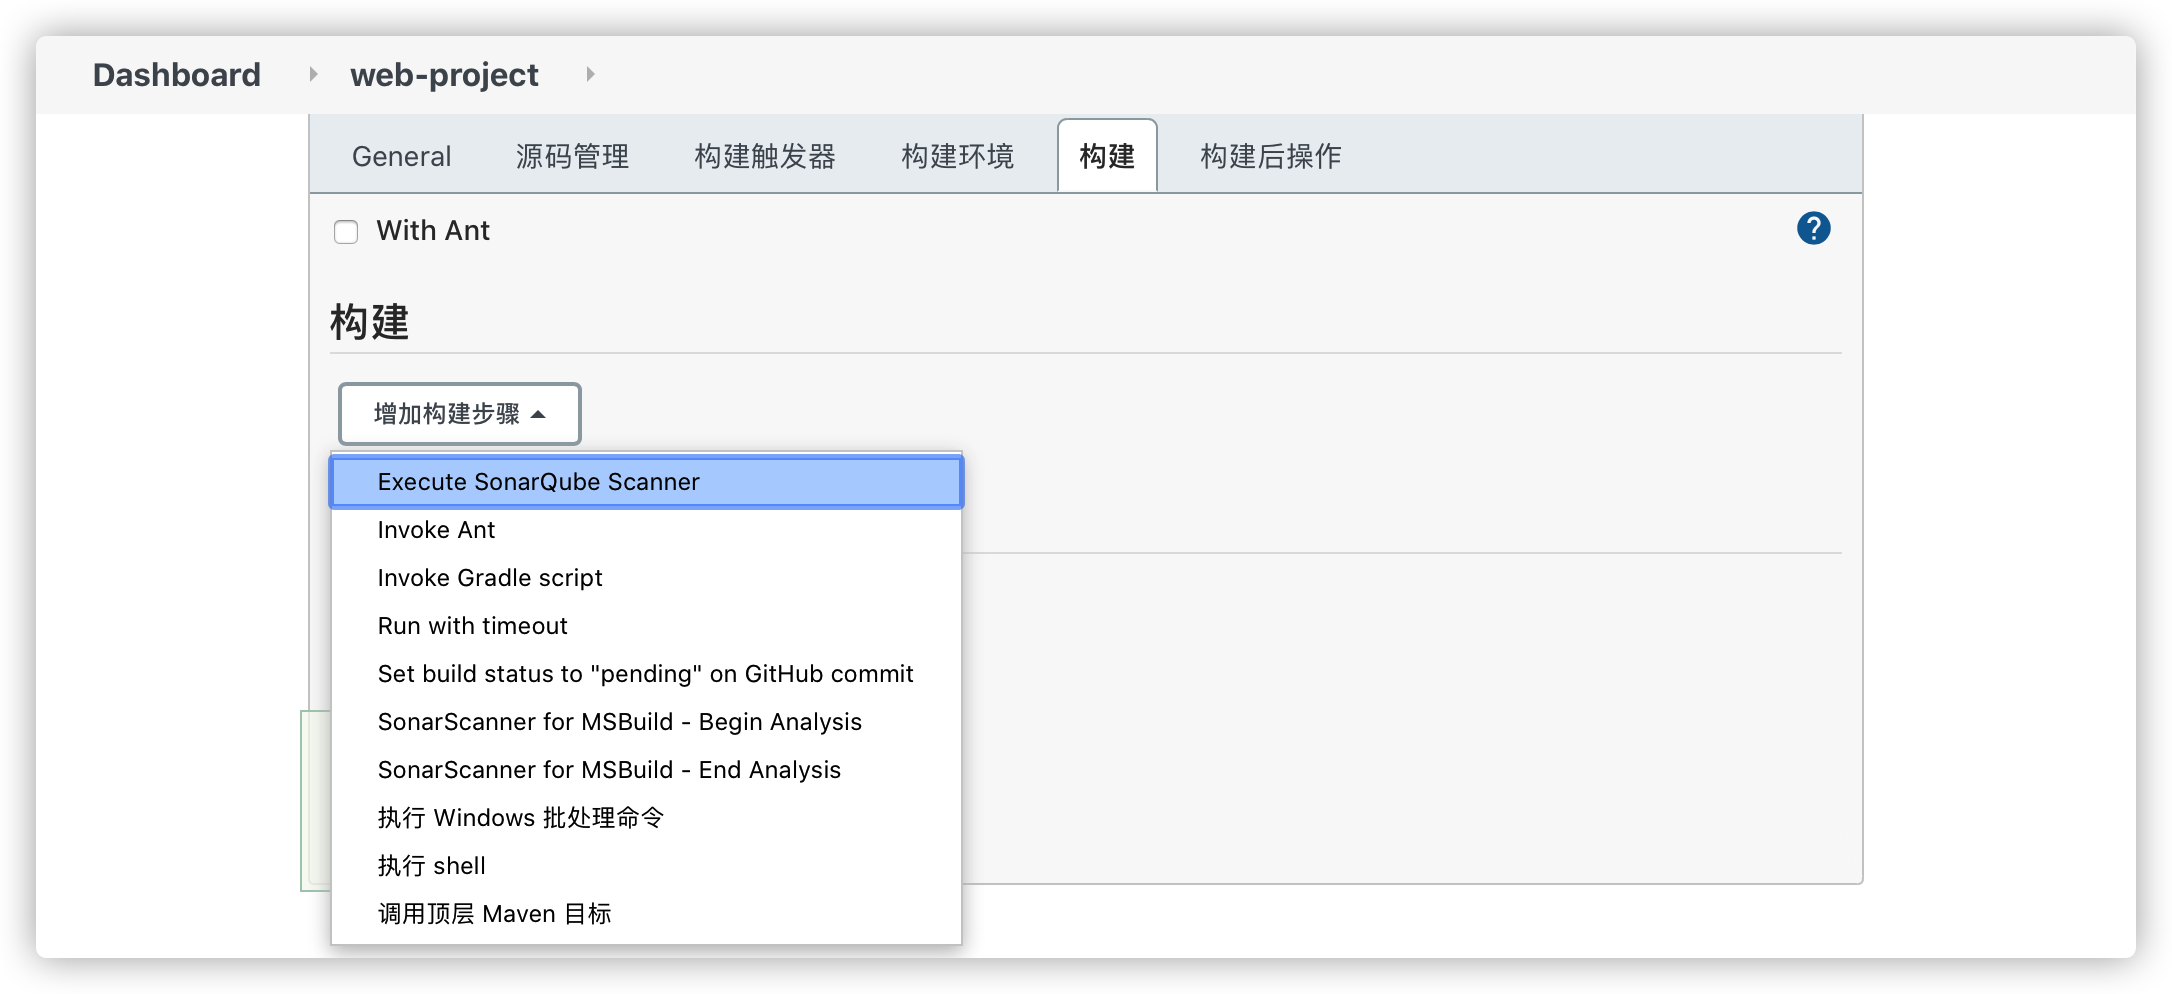 Dashboard web-project
General 源码管理 构建触发器 构建环境 构建 构建后操作
With Ant ?
构建
增加构建步骤
Execute SonarQube Scanner
Invoke Ant
Invoke Gradle script
Run with timeout
Set build status to "pending" on GitHub commit
SonarScanner for MSBuild - Begin Analysis
SonarScanner for MSBuild - End Analysis
执行 Windows 批处理命令
执行 shell
调用顶层 Maven 目标